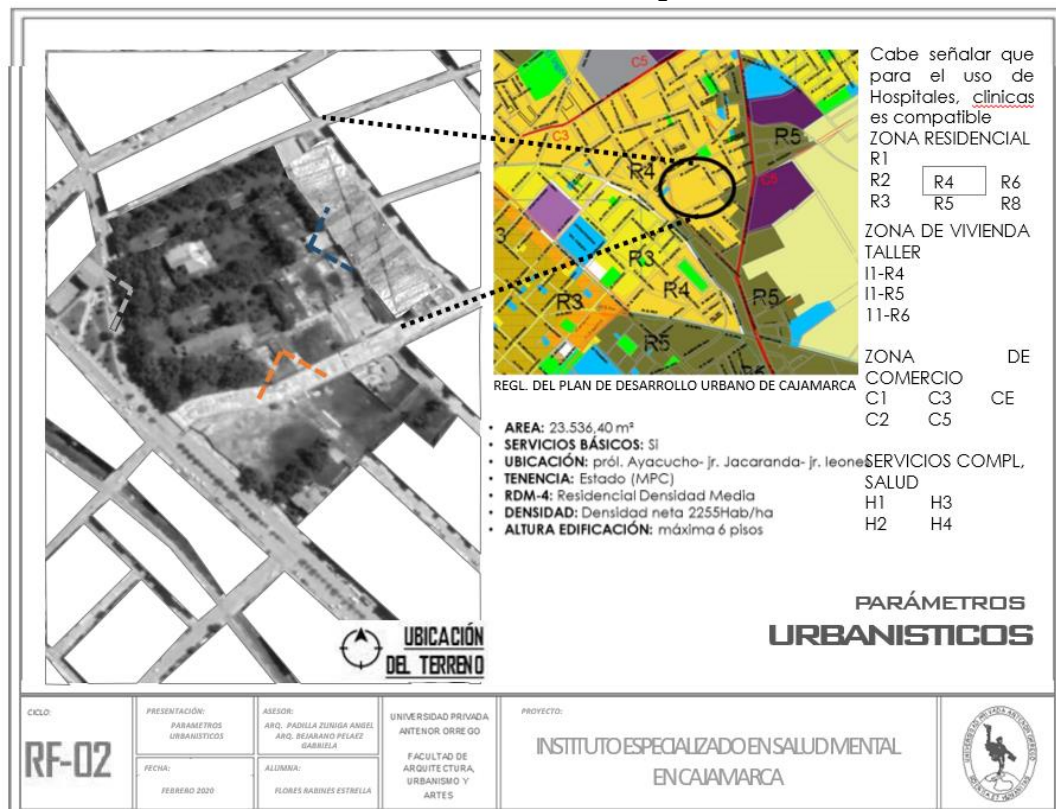 Cabe señalar que
para el uso de
Hospitales, clinicas
es compatible
ZONA RESIDENCIAL
R1
R2 R4 R6
R3 R5 R8
ZONA DE VIVIENDA
TALLER
I1-R4
I1-R5
11-R6
ZONA DE
COMERCIO
C1 C3 CE
C2 C5
SERVICIOS COMPL,
SALUD
H1 H3
H2 H4
C5
C3
R5
R4
C5
R3
R4
R3
R5
R5
3
REGL. DEL PLAN DE DESARROLLO URBANO DE CAJAMARCA
• AREA: 23.536,40 m²
• SERVICIOS BÁSICOS: SI
• UBICACIÓN: pról. Ayacucho- jr. Jacaranda- jr. leones
• TENENCIA: Estado (MPC)
• RDM-4: Residencial Densidad Media
• DENSIDAD: Densidad neta 2255Hab/ha
• ALTURA EDIFICACIÓN: máxima 6 pisos
UBICACIÓN
DEL TERRENO
PARÁMETROS
URBANISTICOS
CICLO:
RF-02
PRESENTACIÓN:
PARAMETROS
URBANISTICOS
FECHA:
FEBRERO 2020
ASESOR:
ARQ. PADILLA ZUNIGA ANGEL
ARQ. BEJARANO PELAEZ
GABRIELA
ALUMNA:
FLORES RABINES ESTRELLA
UNIVERSIDAD PRIVADA
ANTENOR ORREGO
FACULTAD DE
ARQUITECTURA,
URBANISMO Y
ARTES
PROYECTO:
INSTITUTO ESPECIALIZADO EN SALUD MENTAL
EN CAJAMARCA
UNIVERSIDAD PRIVADA ANTENOR ORREGO